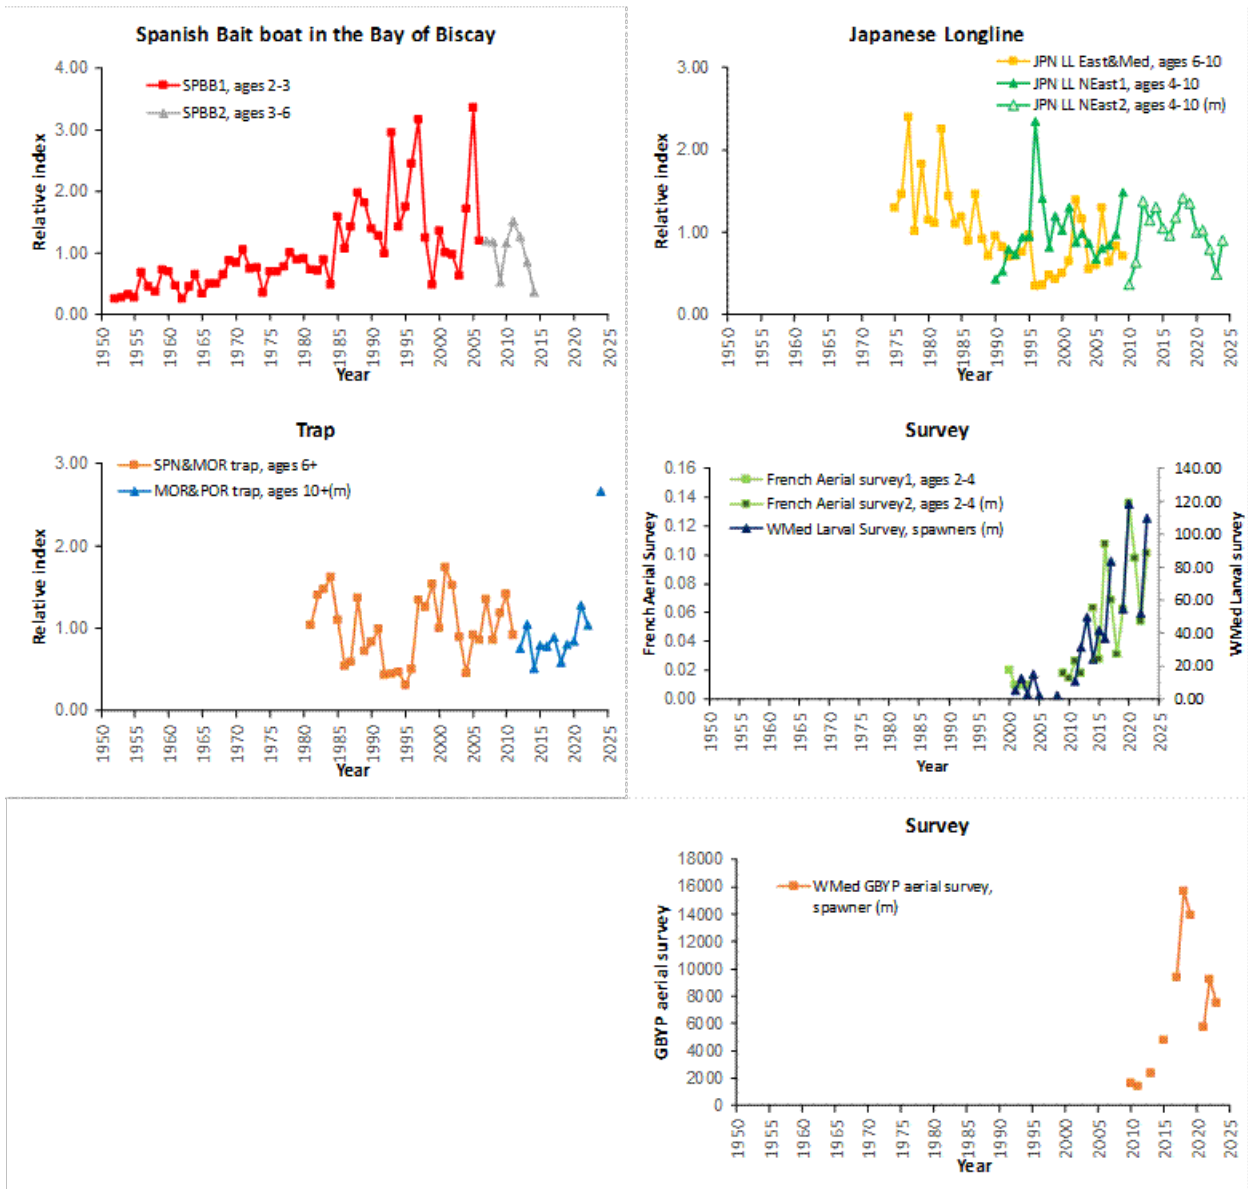 Spanish Bait boat in the Bay of Biscay
4.00
3.00
2.00
1.00
0.00
Relative index
SPBB1, ages 2-3
SPBB2, ages 3-6
1950 1955 1960 1965 1970 1975 1980 1985 1990 1995 2000 2005 2010 2015 2020 2025
Year
Japanese Longline
3.00
2.00
1.00
0.00
Relative index
JPN LL East&Med, ages 6-10
JPN LL NEast1, ages 4-10
JPN LL NEast2, ages 4-10 (m)
1950 1955 1960 1965 1970 1975 1980 1985 1990 1995 2000 2005 2010 2015 2020 2025
Year
Trap
3.00
2.00
1.00
0.00
Relative index
SPN&MOR trap, ages 6+
MOR&POR trap, ages 10+(m)
1950 1955 1960 1965 1970 1975 1980 1985 1990 1995 2000 2005 2010 2015 2020 2025
Year
Survey
0.16
0.14
0.12
0.10
0.08
0.06
0.04
0.02
0.00
French Aerial Survey
French Aerial survey1, ages 2-4
French Aerial survey2, ages 2-4 (m)
WMed Larval Survey, spawners (m)
140.00
120.00
100.00
80.00
60.00
40.00
20.00
0.00
WMed Larval survey
1950 1955 1960 1965 1970 1975 1980 1985 1990 1995 2000 2005 2010 2015 2020 2025
Year
Survey
18000
16000
14000
12000
10000
8000
6000
4000
2000
0
GBYP aerial survey
WMed GBYP aerial survey,
spawner (m)
1950 1955 1960 1965 1970 1975 1980 1985 1990 1995 2000 2005 2010 2015 2020 2025
Year